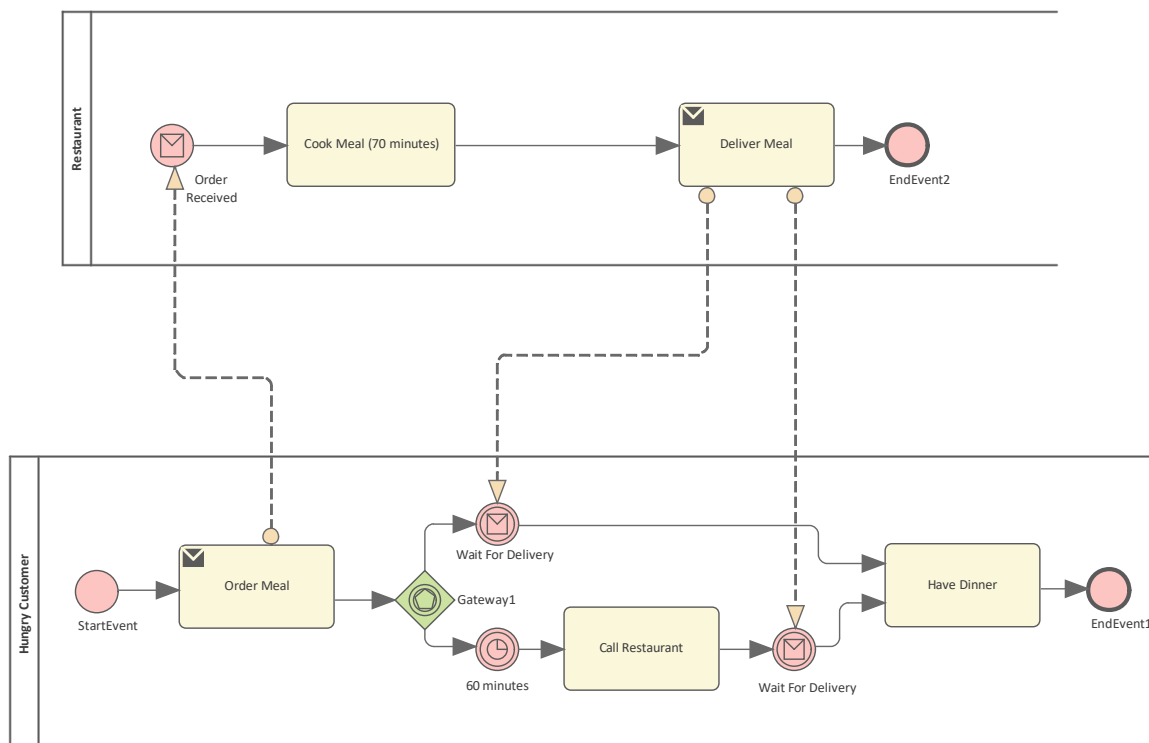 Restaurant
Cook Meal (70 minutes)
Deliver Meal
Order
Received
EndEvent2
Hungry Customer
Wait For Delivery
Order Meal
Gateway1
Have Dinner
StartEvent
EndEvent1
Call Restaurant
60 minutes
Wait For Delivery